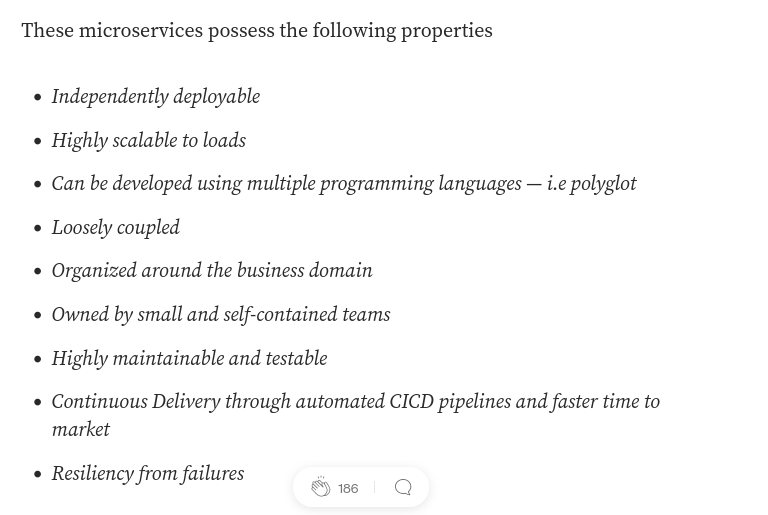 These microservices possess the following properties
• Independently deployable
• Highly scalable to loads
• Can be developed using multiple programming languages — i.e polyglot
• Loosely coupled
• Organized around the business domain
• Owned by small and self-contained teams
• Highly maintainable and testable
• Continuous Delivery through automated CICD pipelines and faster time to
market
• Resiliency from failures
186